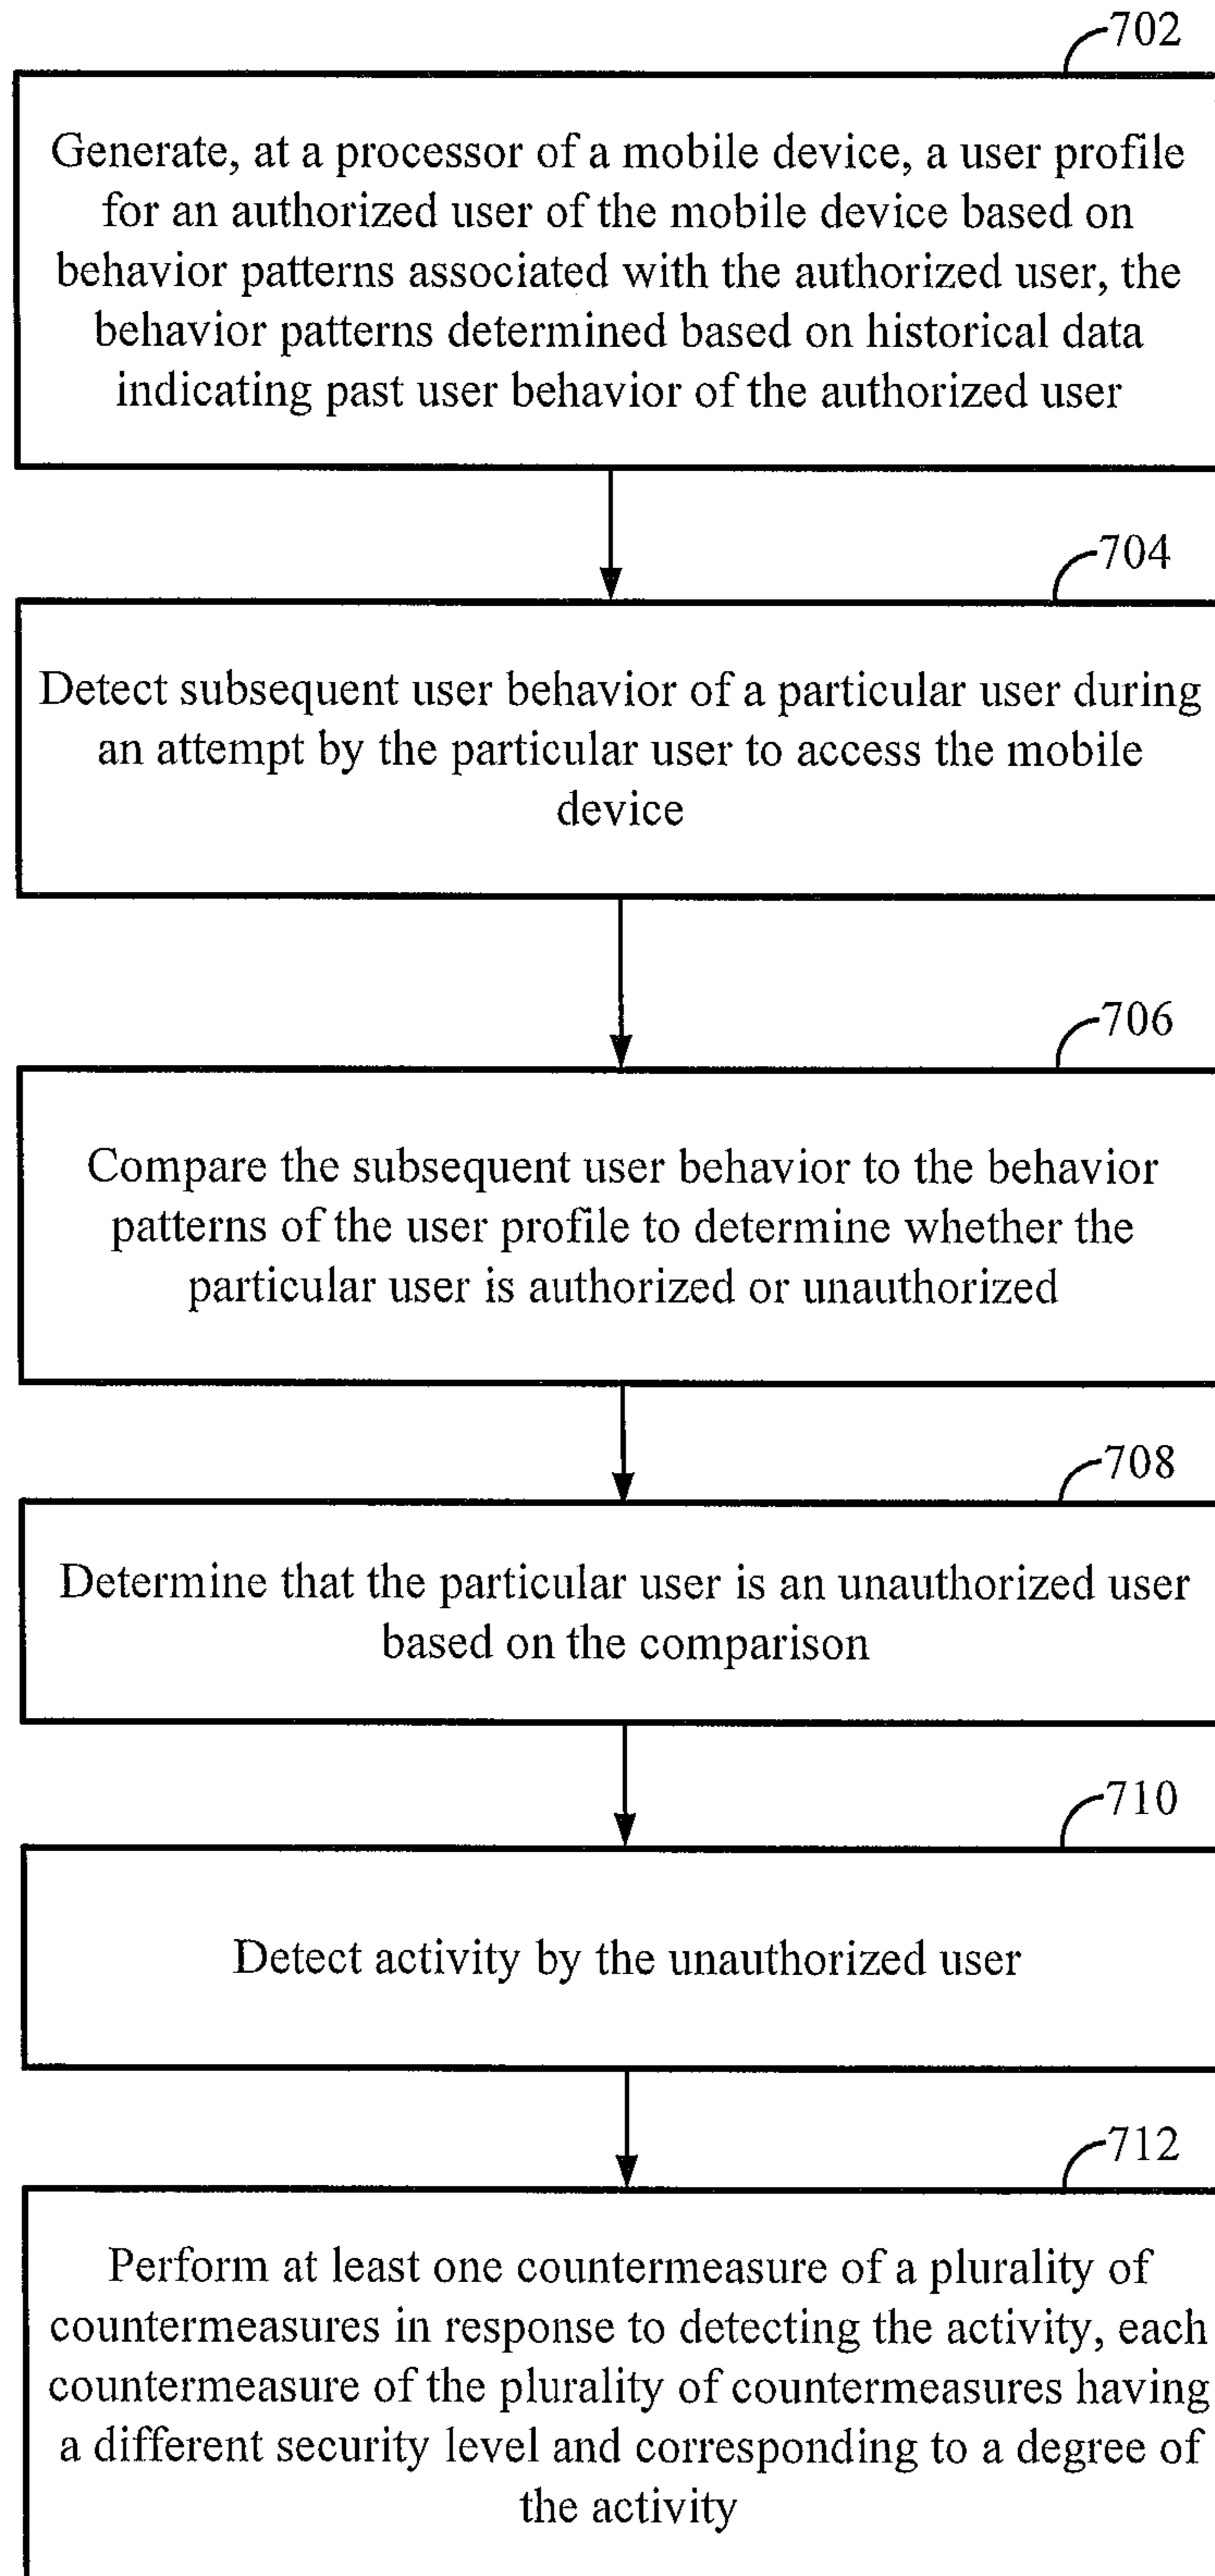 702
Generate, at a processor of a mobile device, a user profile
for an authorized user of the mobile device based on
behavior patterns associated with the authorized user, the
behavior patterns determined based on historical data
indicating past user behavior of the authorized user
704
Detect subsequent user behavior of a particular user during
an attempt by the particular user to access the mobile
device
706
Compare the subsequent user behavior to the behavior
patterns of the user profile to determine whether the
particular user is authorized or unauthorized
708
Determine that the particular user is an unauthorized user
based on the comparison
710
Detect activity by the unauthorized user
712
Perform at least one countermeasure of a plurality of
countermeasures in response to detecting the activity, each
countermeasure of the plurality of countermeasures having
a different security level and corresponding to a degree of
the activity